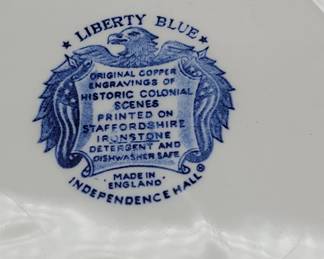 ★ LIBERTY BLUE ★
ORIGINAL COPPER
ENGRAVINGS OF
HISTORIC COLONIAL
SCENES
PRINTED ON
STAFFORDSHIRE
IRONSTONE
DETERGENT AND
DISHWASHER SAFE
"MADE IN
ENGLAND"
INDEPENDENCE HALL®